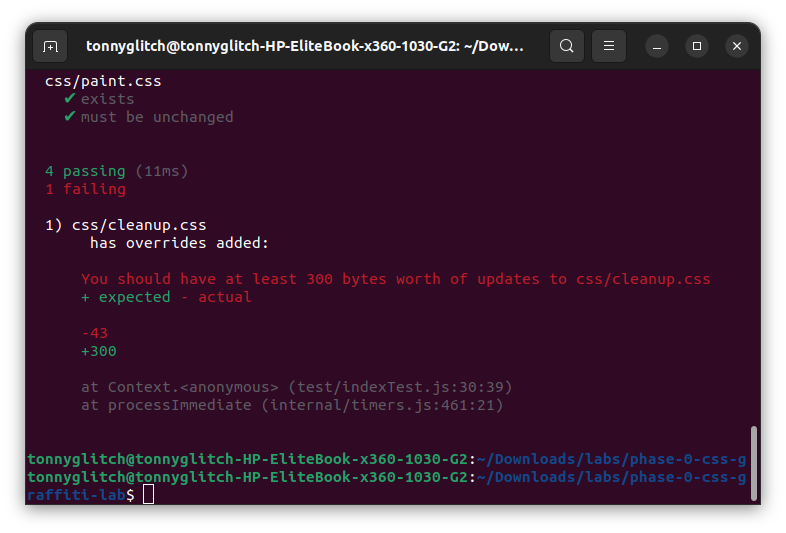 tonnyglitch@tonnyglitch-HP-EliteBook-x360-1030-G2: ~/Dow...
css/paint.css
✔ exists
✔ must be unchanged
4 passing (11ms)
1 failing
1) css/cleanup.css
has overrides added:
You should have at least 300 bytes worth of updates to css/cleanup.css
+ expected - actual
-43
+300
at Context.<anonymous> (test/indexTest.js:30:39)
at processImmediate (internal/timers.js:461:21)
tonnyglitch@tonnyglitch-HP-EliteBook-x360-1030-G2:~/Downloads/labs/phase-0-css-g
tonnyglitch@tonnyglitch-HP-EliteBook-x360-1030-G2:~/Downloads/labs/phase-0-css-g
raffiti-lab$